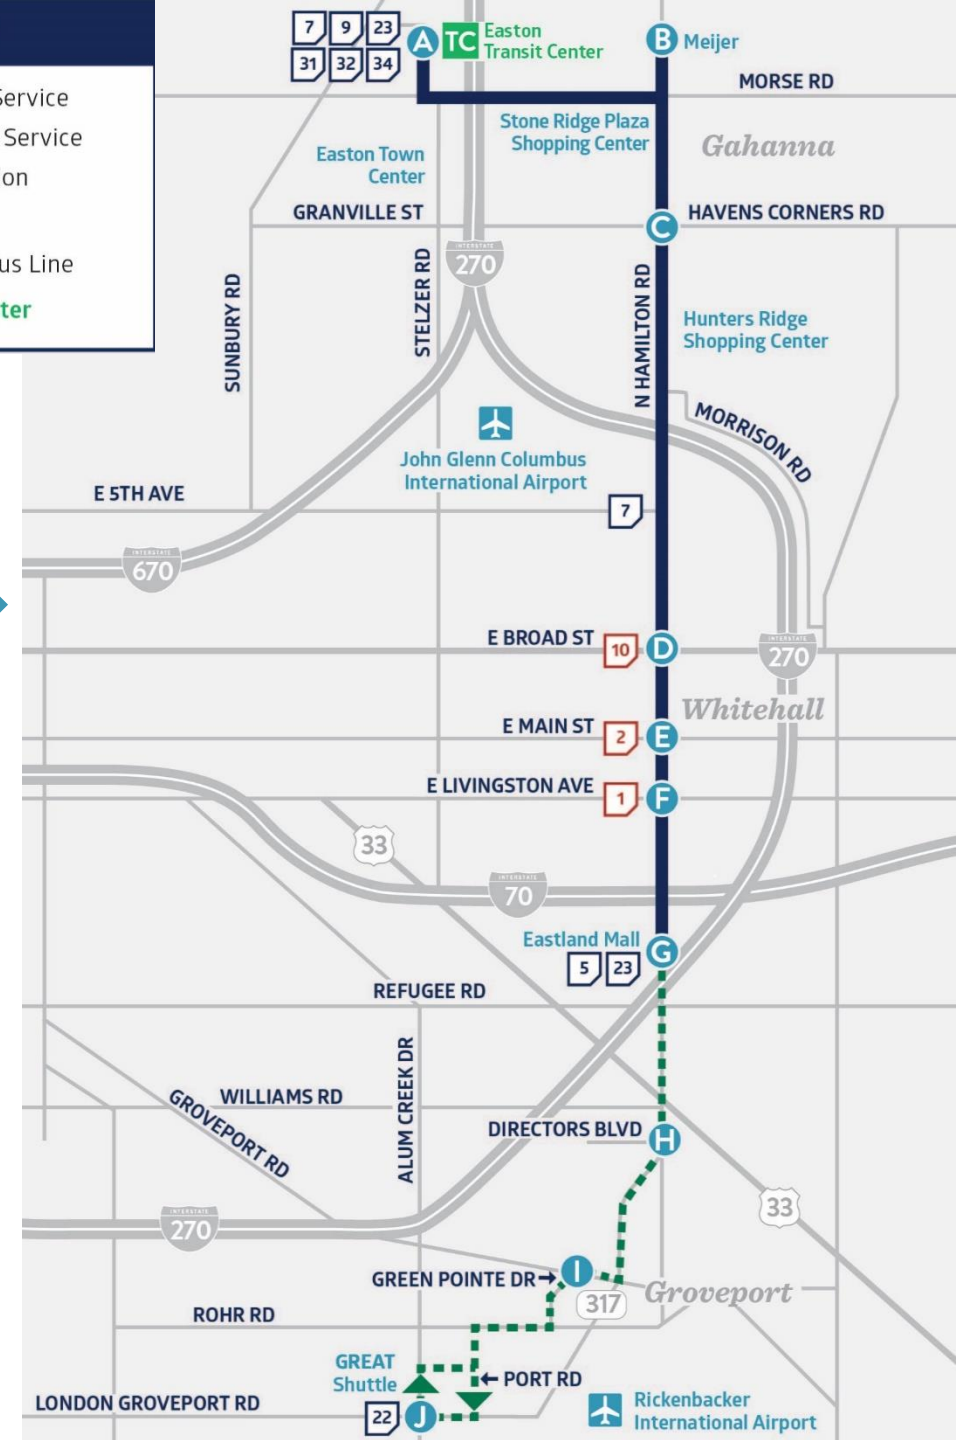 Service
Service
on
us Line
ter
7 9 23
31 32 34
A
TC
Easton
Transit Center
B
Meijer
MORSE RD
Stone Ridge Plaza
Shopping Center
Gahanna
Easton Town
Center
GRANVILLE ST
C
HAVENS CORNERS RD
INTERSTATE
270
SUNBURY RD
STELZER RD
N HAMILTON RD
Hunters Ridge
Shopping Center
MORRISON RD
John Glenn Columbus
International Airport
E 5TH AVE
7
INTERSTATE
670
E BROAD ST
10
D
INTERSTATE
270
Whitehall
E MAIN ST
2
E
E LIVINGSTON AVE
1
F
33
INTERSTATE
70
Eastland Mall
G
5 23
REFUGEE RD
ALUM CREEK DR
WILLIAMS RD
GROVEPORT RD
DIRECTORS BLVD
H
33
INTERSTATE
270
GREEN POINTE DR
I
317
Groveport
ROHR RD
GREAT
Shuttle
PORT RD
LONDON GROVEPORT RD
22
J
Rickenbacker
International Airport